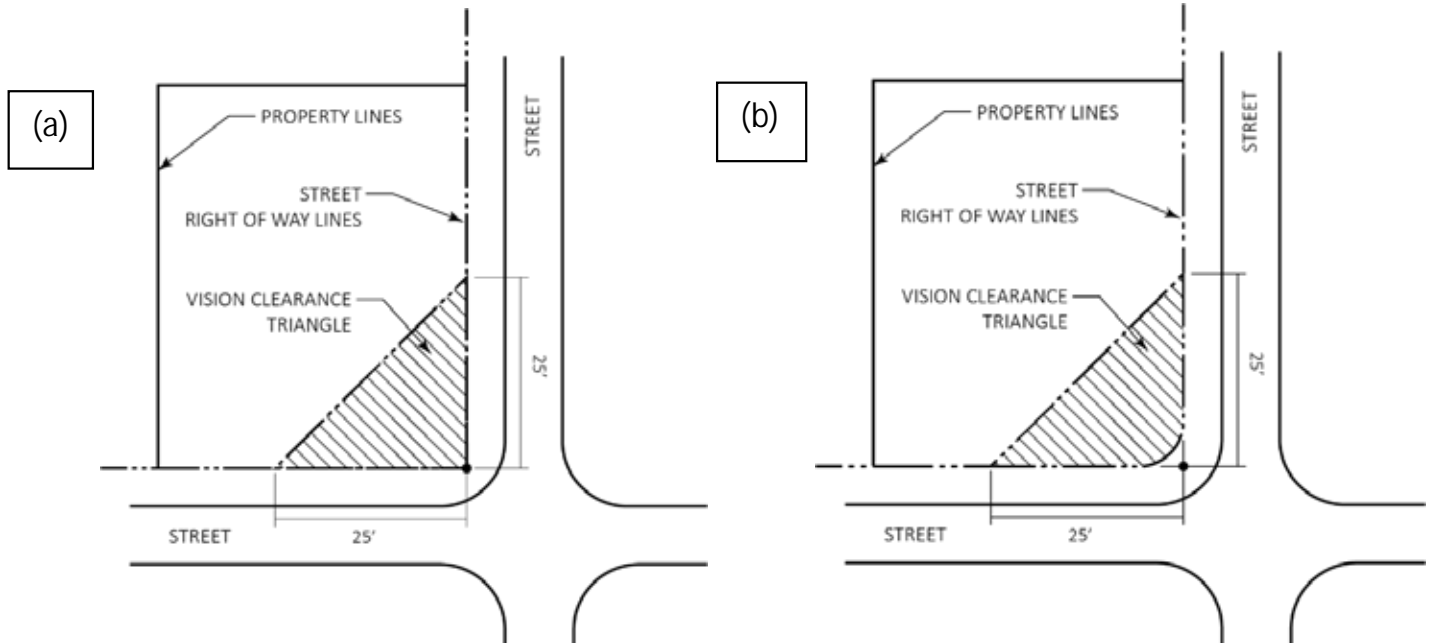 (a)
PROPERTY LINES
STREET
STREET
RIGHT OF WAY LINES
VISION CLEARANCE
TRIANGLE
25'
STREET
25'
(b)
PROPERTY LINES
STREET
STREET
RIGHT OF WAY LINES
VISION CLEARANCE
TRIANGLE
25'
STREET
25'